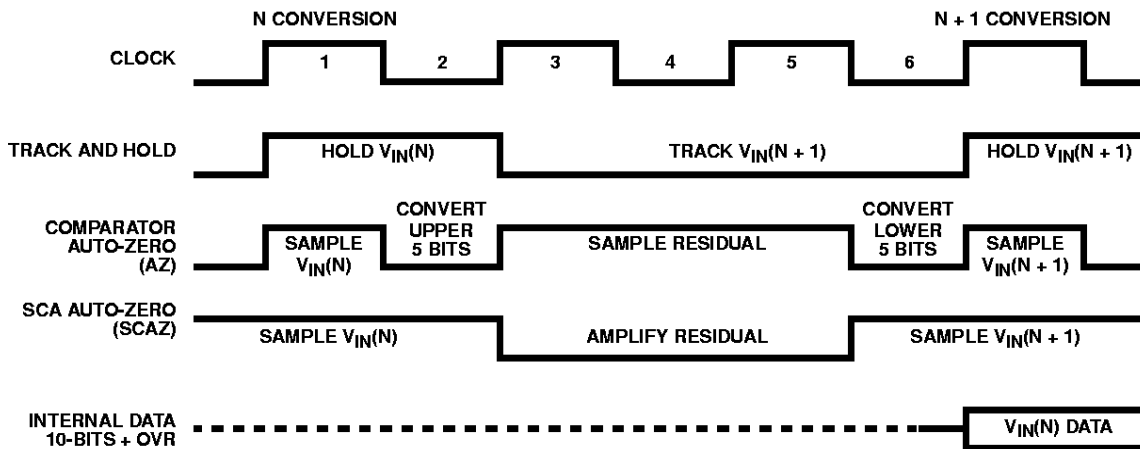 N CONVERSION
N + 1 CONVERSION
CLOCK
1
2
3
4
5
6
TRACK AND HOLD
HOLD VIN(N)
TRACK VIN(N + 1)
HOLD VIN(N + 1)
COMPARATOR
AUTO-ZERO
(AZ)
SAMPLE
VIN(N)
CONVERT
UPPER
5 BITS
SAMPLE RESIDUAL
CONVERT
LOWER
5 BITS
SAMPLE
VIN(N + 1)
SCA AUTO-ZERO
(SCAZ)
SAMPLE VIN(N)
AMPLIFY RESIDUAL
SAMPLE VIN(N + 1)
INTERNAL DATA
10-BITS + OVR
VIN(N) DATA